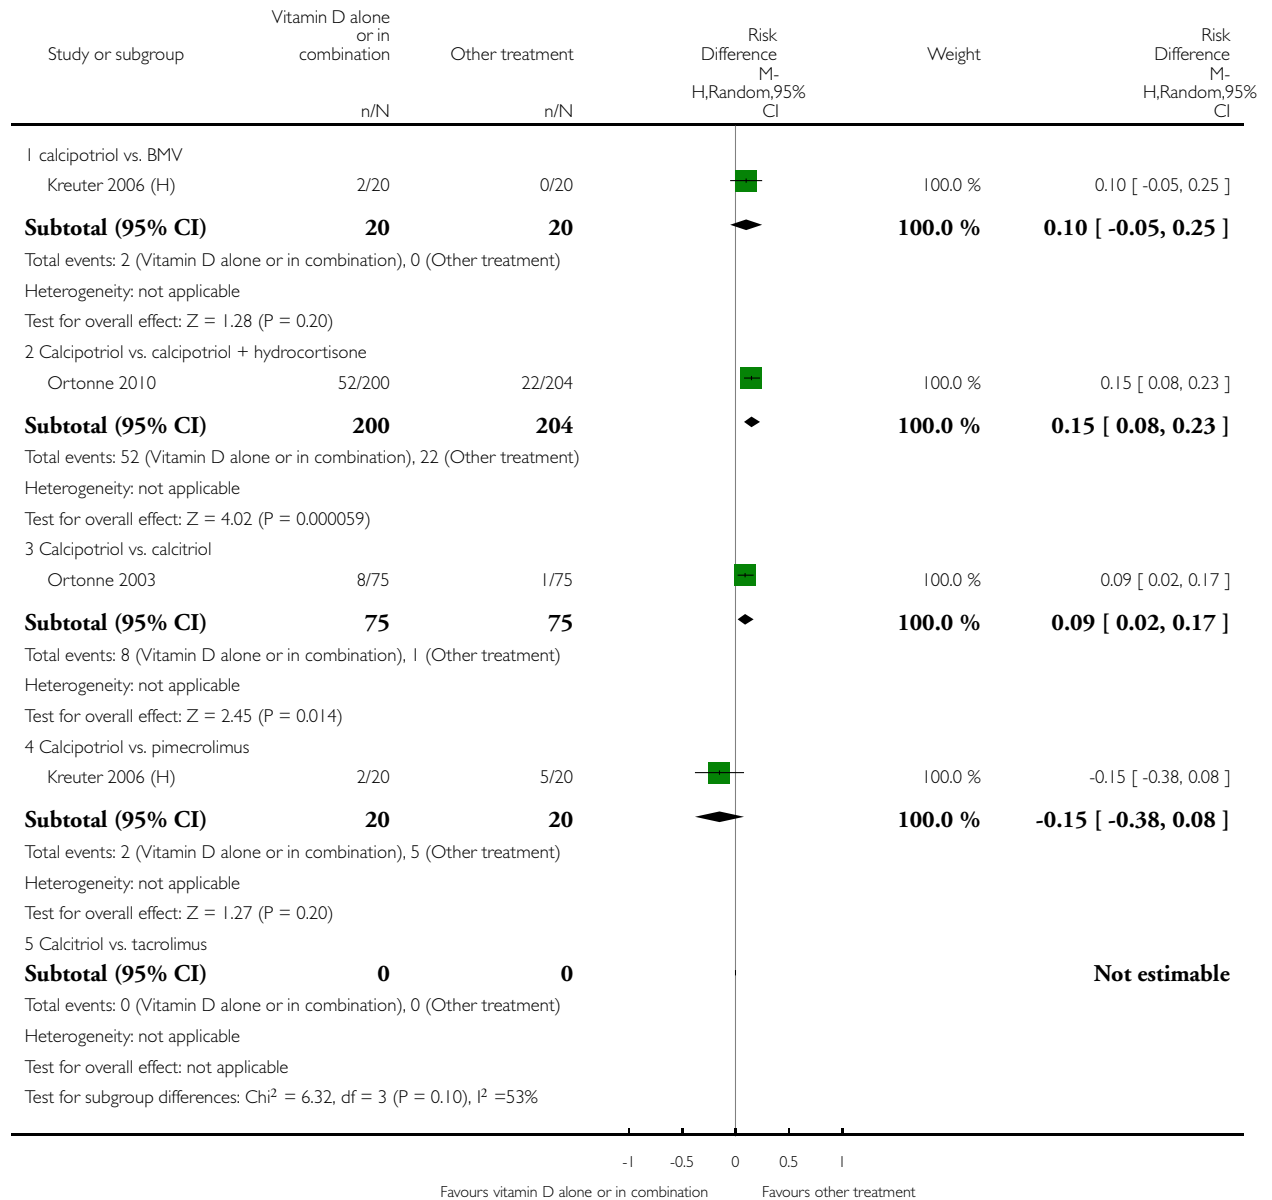 Vitamin D alone
or in
combination
Study or subgroup
Other treatment
Risk
Difference
M-
H,Random,95%
CI
Weight
Risk
Difference
M-
H,Random,95%
CI
n/N n/N
1 calcipotriol vs. BMV
Kreuter 2006 (H) 2/20 0/20 100.0 % 0.10 [ -0.05, 0.25 ]
Subtotal (95% CI) 20 20 100.0 % 0.10 [ -0.05, 0.25 ]
Total events: 2 (Vitamin D alone or in combination), 0 (Other treatment)
Heterogeneity: not applicable
Test for overall effect: Z = 1.28 (P = 0.20)
2 Calcipotriol vs. calcipotriol + hydrocortisone
Ortonne 2010 52/200 22/204 100.0 % 0.15 [ 0.08, 0.23 ]
Subtotal (95% CI) 200 204 100.0 % 0.15 [ 0.08, 0.23 ]
Total events: 52 (Vitamin D alone or in combination), 22 (Other treatment)
Heterogeneity: not applicable
Test for overall effect: Z = 4.02 (P = 0.000059)
3 Calcipotriol vs. calcitriol
Ortonne 2003 8/75 1/75 100.0 % 0.09 [ 0.02, 0.17 ]
Subtotal (95% CI) 75 75 100.0 % 0.09 [ 0.02, 0.17 ]
Total events: 8 (Vitamin D alone or in combination), 1 (Other treatment)
Heterogeneity: not applicable
Test for overall effect: Z = 2.45 (P = 0.014)
4 Calcipotriol vs. pimecrolimus
Kreuter 2006 (H) 2/20 5/20 100.0 % -0.15 [ -0.38, 0.08 ]
Subtotal (95% CI) 20 20 100.0 % -0.15 [ -0.38, 0.08 ]
Total events: 2 (Vitamin D alone or in combination), 5 (Other treatment)
Heterogeneity: not applicable
Test for overall effect: Z = 1.27 (P = 0.20)
5 Calcitriol vs. tacrolimus
Subtotal (95% CI) 0 0 Not estimable
Total events: 0 (Vitamin D alone or in combination), 0 (Other treatment)
Heterogeneity: not applicable
Test for overall effect: not applicable
Test for subgroup differences: Chi² = 6.32, df = 3 (P = 0.10), I² =53%
-1 -0.5 0 0.5 1
Favours vitamin D alone or in combination Favours other treatment